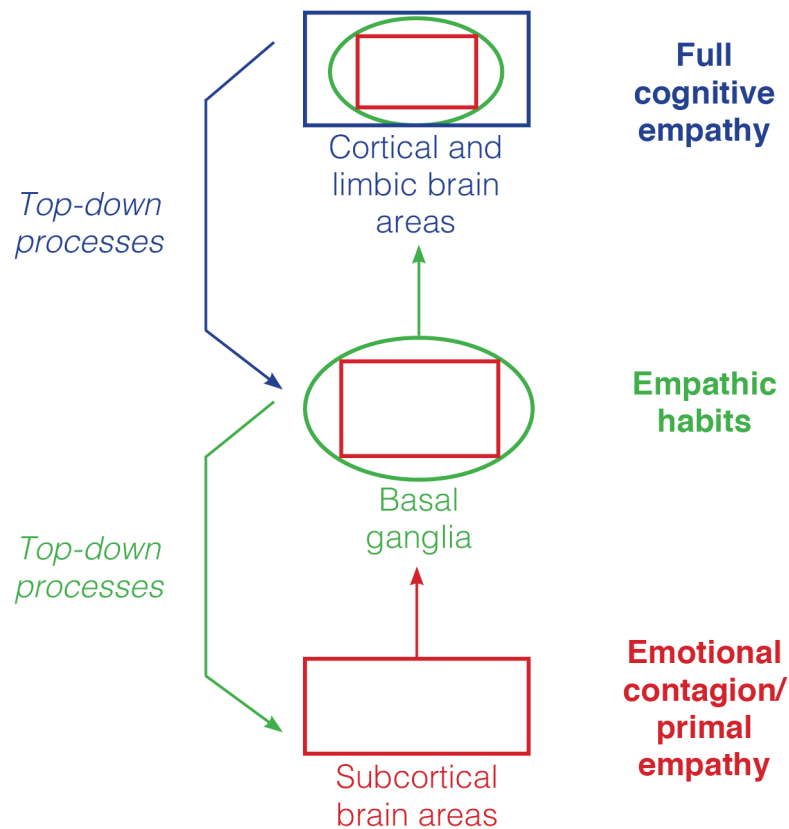 Full
cognitive
empathy
Cortical and
limbic brain
areas
Top-down
processes
Empathic
habits
Basal
ganglia
Top-down
processes
Emotional
contagion/
primal
empathy
Subcortical
brain areas